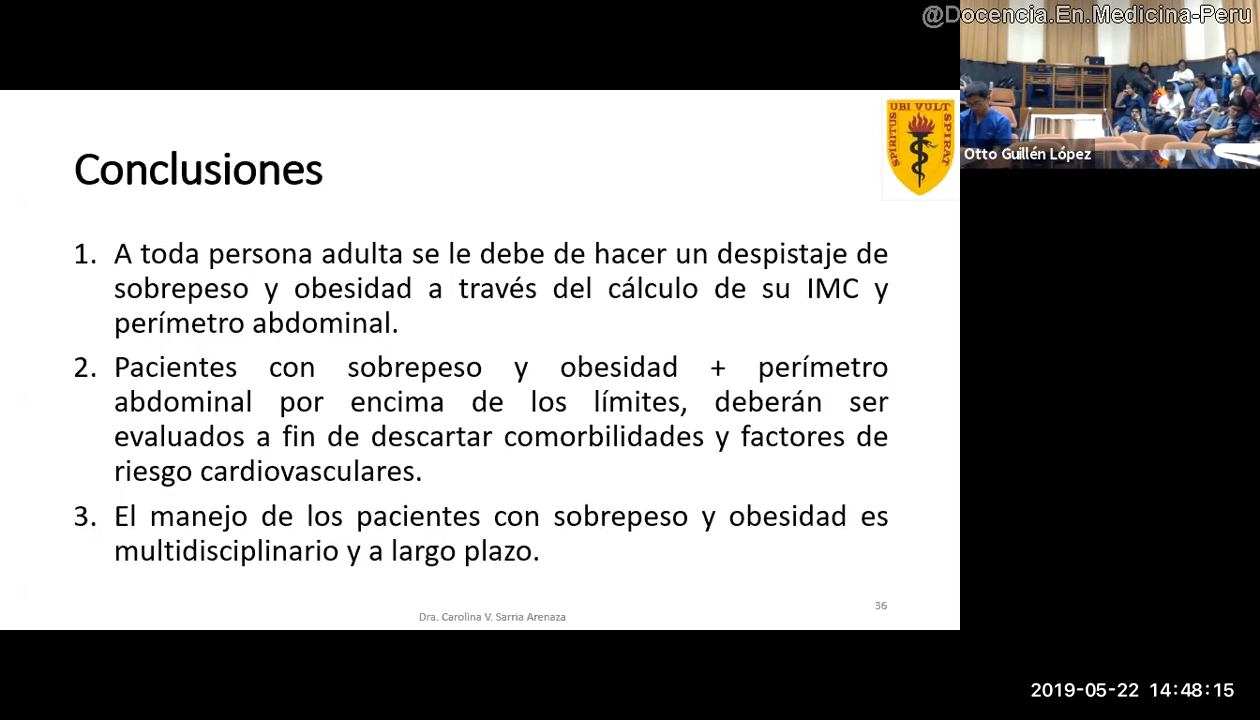 @Docencia.En.Medicina-Peru
SPIRITUS UBI VULT SPIRAT
Otto Guillén López
Conclusiones
1. A toda persona adulta se le debe de hacer un despistaje de
sobrepeso y obesidad a través del cálculo de su IMC y
perímetro abdominal.
2. Pacientes con sobrepeso y obesidad + perímetro
abdominal por encima de los límites, deberán ser
evaluados a fin de descartar comorbilidades y factores de
riesgo cardiovasculares.
3. El manejo de los pacientes con sobrepeso y obesidad es
multidisciplinario y a largo plazo.
36
Dra. Carolina V. Sarria Arenaza
2019-05-22 14:48:15